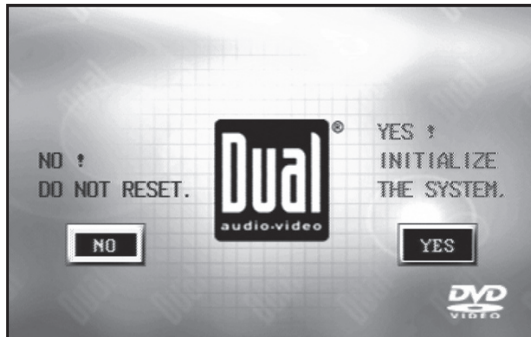 NO !
DO NOT RESET.
NO
Dual®
audio·video
YES !
INITIALIZE
THE SYSTEM.
YES
DVD
VIDEO